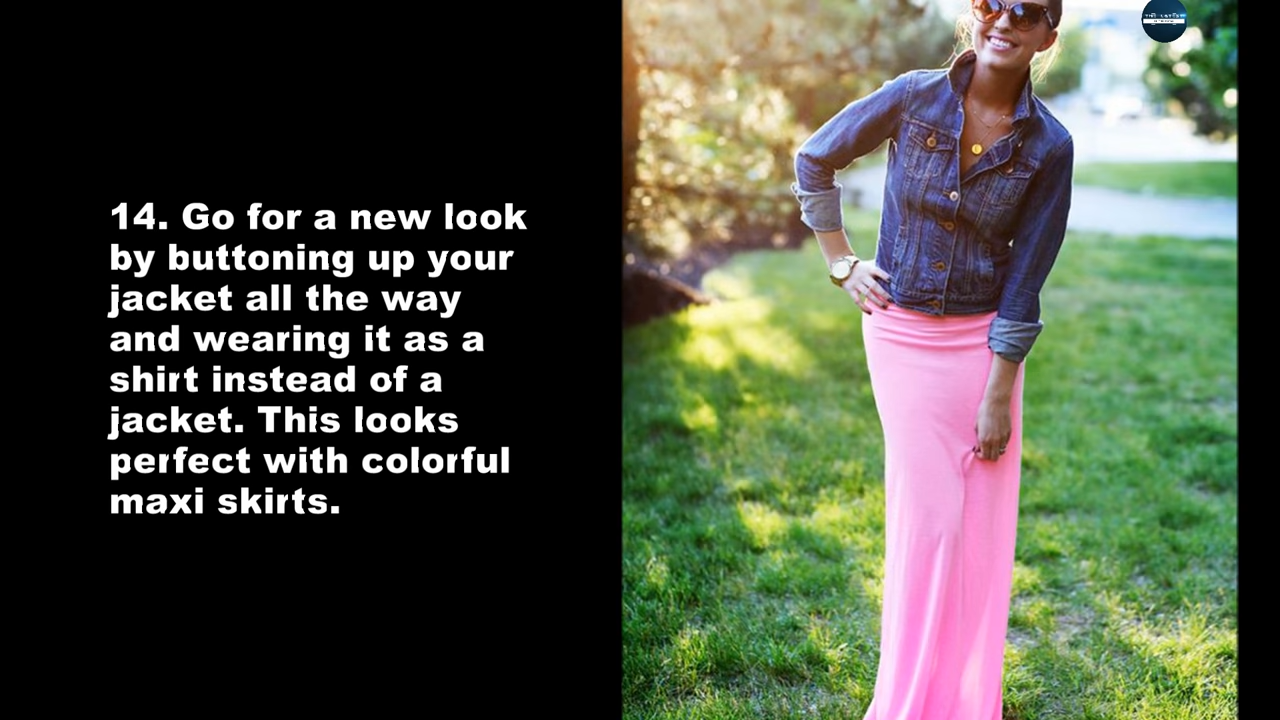 14. Go for a new look
by buttoning up your
jacket all the way
and wearing it as a
shirt instead of a
jacket. This looks
perfect with colorful
maxi skirts.